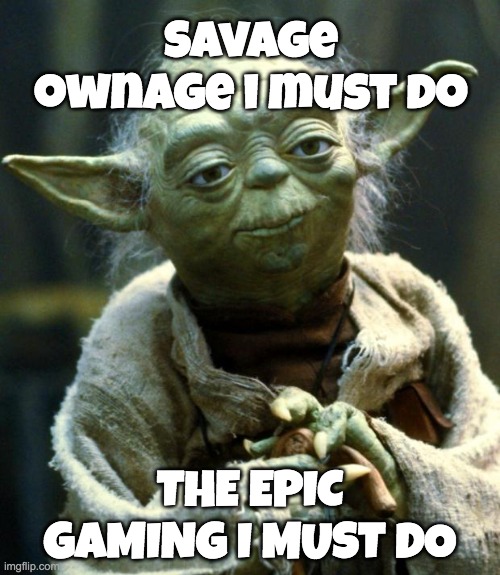 SAVAGE
OWNAGE I MUST DO
THE EPIC
GAMING I MUST DO
imgflip.com